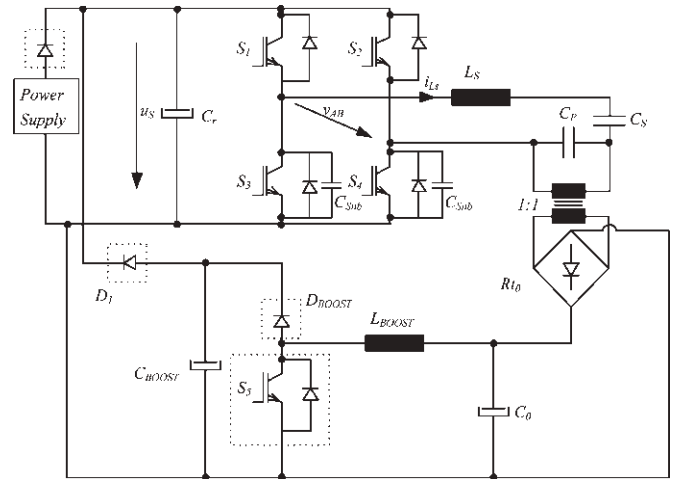 Power
Supply
u_S
C_r
S_1
S_2
i_Ls
L_S
v_AB
C_P
C_S
S_3
S_4
C_Snb
C_Snb
1:1
D_1
D_BOOST
Rt_0
L_BOOST
C_BOOST
S_5
C_0